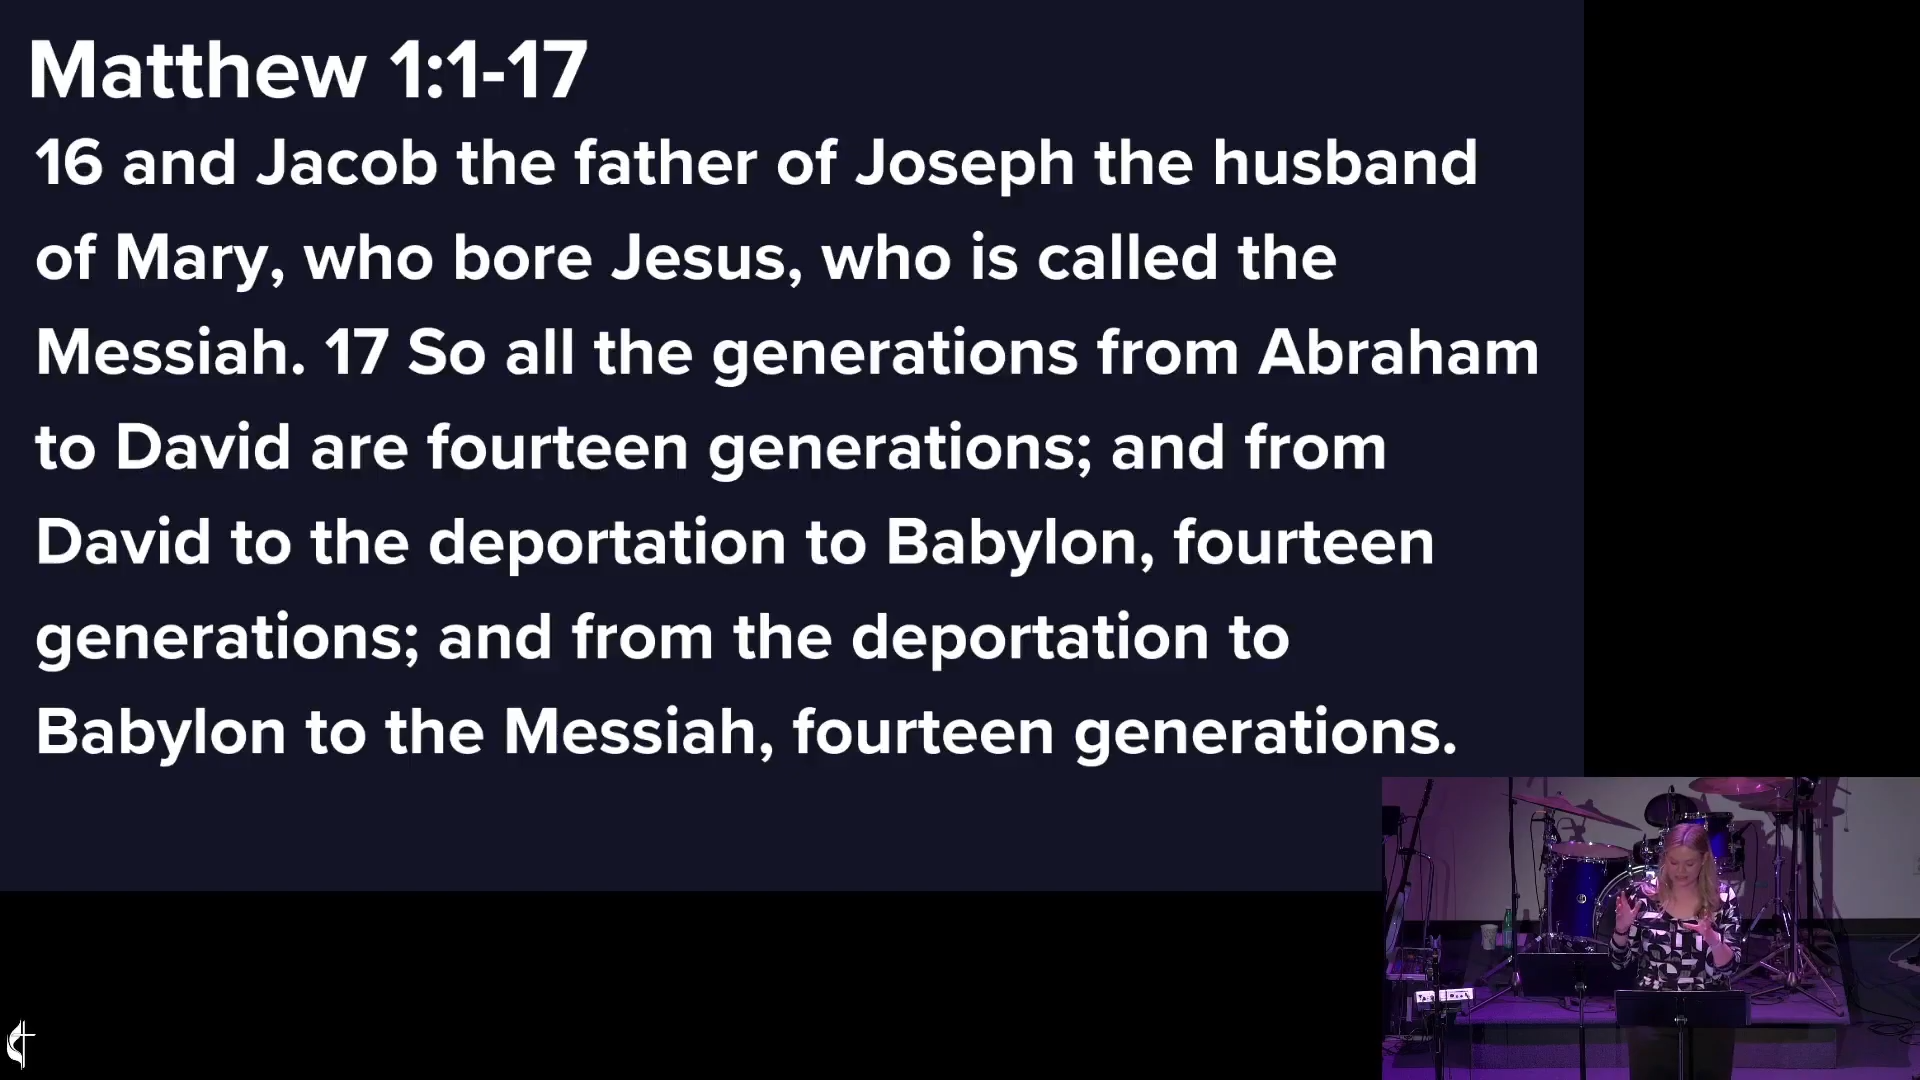 Matthew 1:1-17
16 and Jacob the father of Joseph the husband
of Mary, who bore Jesus, who is called the
Messiah. 17 So all the generations from Abraham
to David are fourteen generations; and from
David to the deportation to Babylon, fourteen
generations; and from the deportation to
Babylon to the Messiah, fourteen generations.